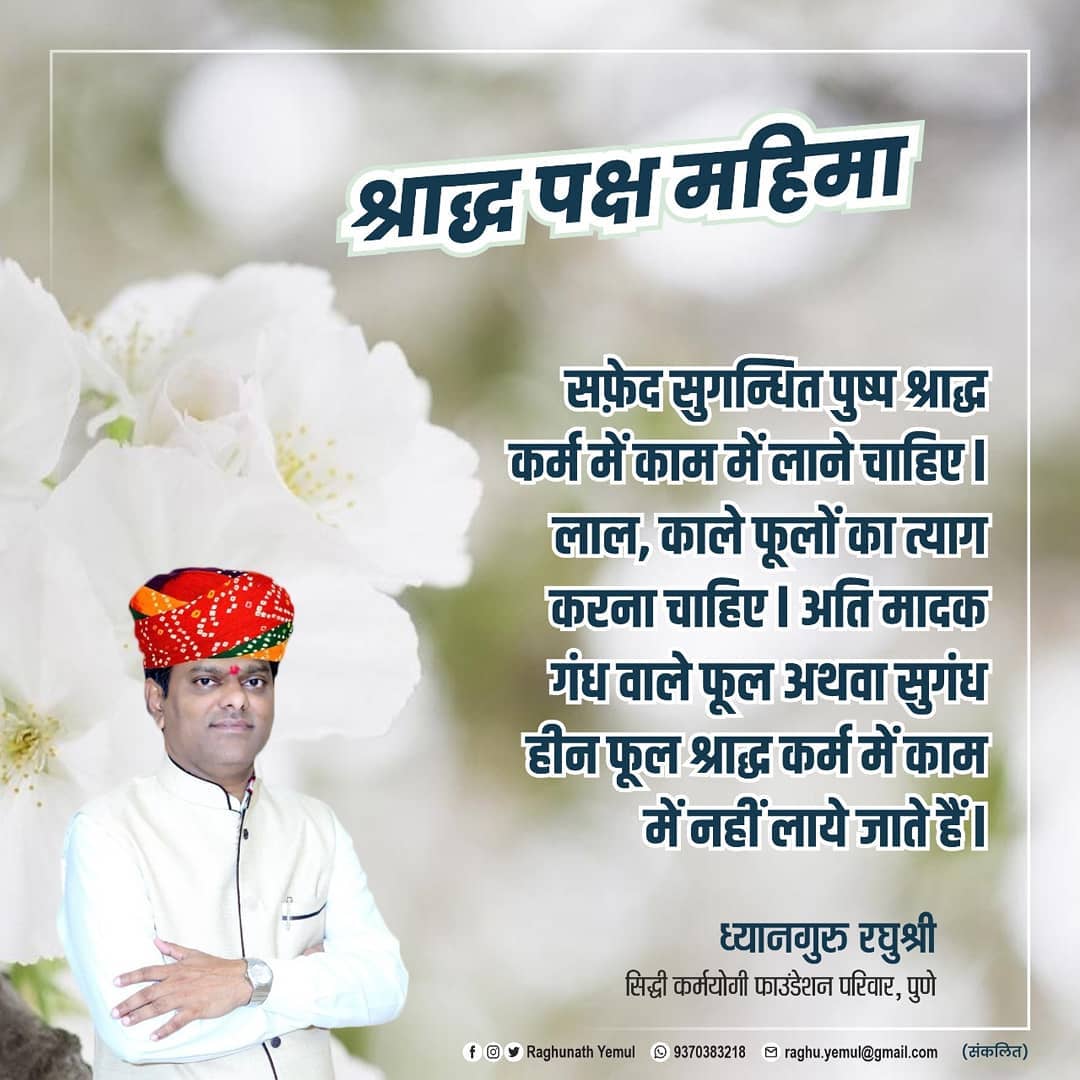 श्राद्ध पक्ष महिमा
सफ़ेद सुगन्धित पुष्प श्राद्ध
कर्म में काम में लाने चाहिए।
लाल, काले फूलों का त्याग
करना चाहिए। अति मादक
गंध वाले फूल अथवा सुगंध
हीन फूल श्राद्ध कर्म में काम
में नहीं लाये जाते हैं।
ध्यानगुरु रघुश्री
सिद्धी कर्मयोगी फाउंडेशन परिवार, पुणे
Raghunath Yemul 9370383218 raghu.yemul@gmail.com (संकलित)